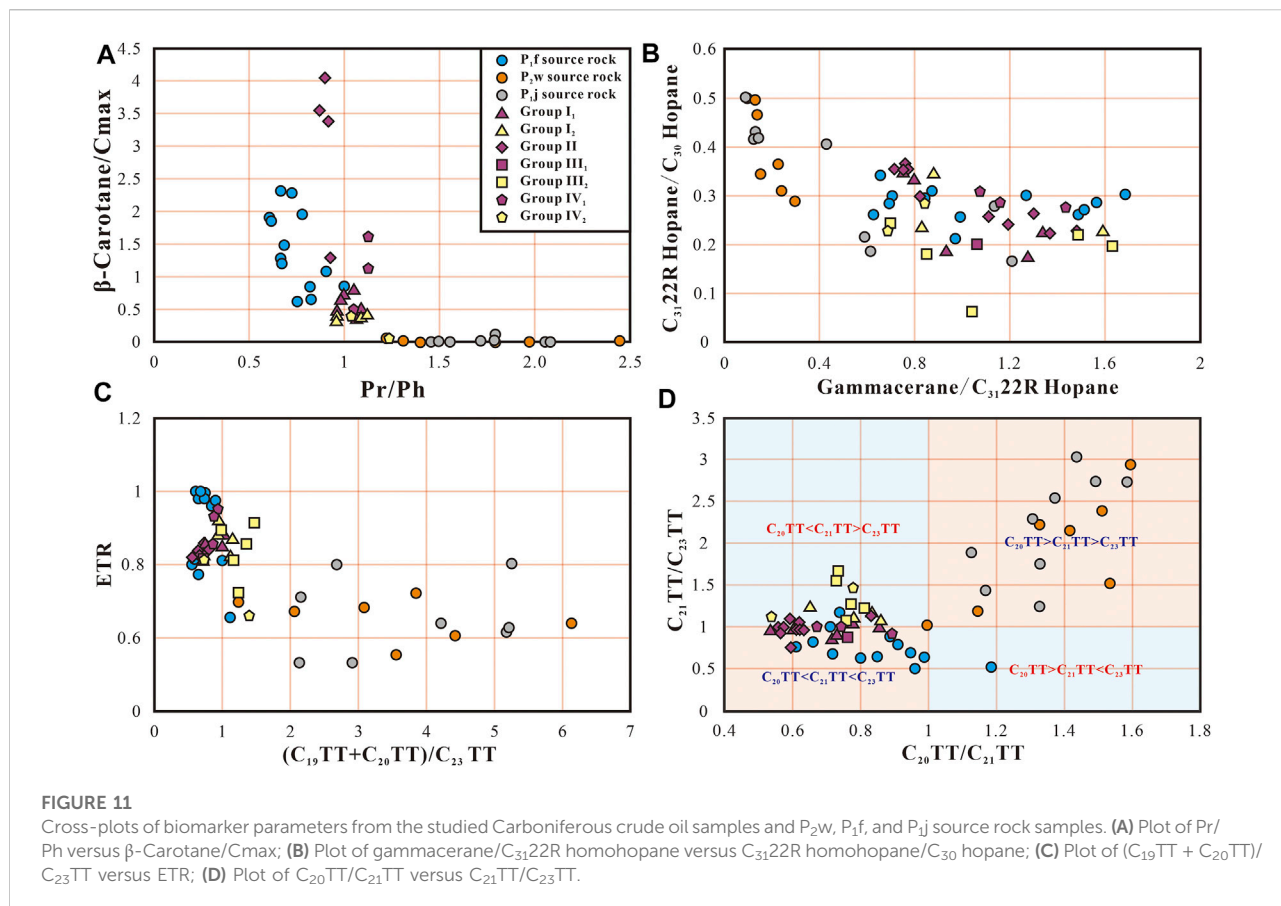 A
4.5
4
3.5
3
2.5
2
1.5
1
0.5
0
β-Carotane/Cmax
0 0.5 1 1.5 2.0 2.5
Pr/Ph
P₁f source rock
P₂w source rock
P₁j source rock
Group I₁
Group I₂
Group II
Group III₁
Group III₂
Group IV₁
Group IV₂
B
0.6
0.5
0.4
0.3
0.2
0.1
0
C₃₁22R Hopane/C₃₀ Hopane
0 0.4 0.8 1.2 1.6 2
Gammacerane/C₃₁22R Hopane
C
1.2
1
0.8
0.6
0.4
ETR
0 1 2 3 4 5 6 7
(C₁₉TT+C₂₀TT)/C₂₃ TT
D
3.5
3
2.5
2
1.5
1
0.5
0
C₂₁TT/C₂₃TT
C₂₀TT<C₂₁TT>C₂₃TT
C₂₀TT>C₂₁TT>C₂₃TT
C₂₀TT<C₂₁TT<C₂₃TT
C₂₀TT>C₂₁TT<C₂₃TT
0.4 0.6 0.8 1 1.2 1.4 1.6 1.8
C₂₀TT/C₂₁TT
FIGURE 11
Cross-plots of biomarker parameters from the studied Carboniferous crude oil samples and P₂w, P₁f, and P₁j source rock samples. (A) Plot of Pr/
Ph versus β-Carotane/Cmax; (B) Plot of gammacerane/C₃₁22R homohopane versus C₃₁22R homohopane/C₃₀ hopane; (C) Plot of (C₁₉TT + C₂₀TT)/
C₂₃TT versus ETR; (D) Plot of C₂₀TT/C₂₁TT versus C₂₁TT/C₂₃TT.